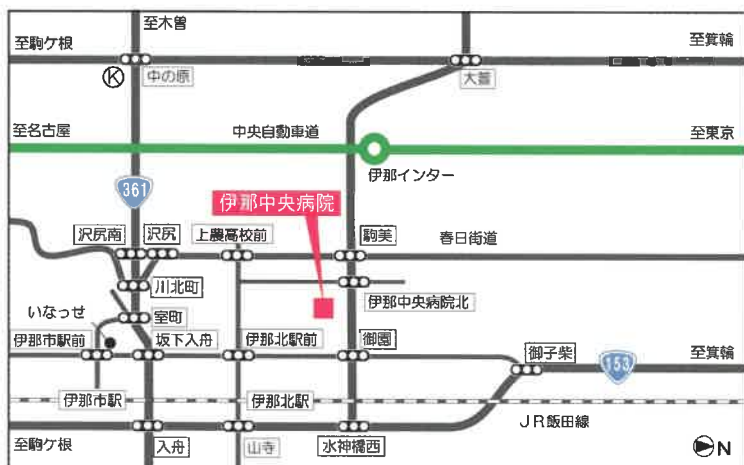 至木曽
至駒ケ根
至箕輪
Ⓚ
中の原
大萱
至名古屋
中央自動車道
至東京
伊那インター
361
伊那中央病院
沢尻南
沢尻
上農高校前
駒美
春日街道
川北町
伊那中央病院北
いなっせ
室町
伊那市駅前
坂下入舟
伊那北駅前
御園
御子柴
153
至箕輪
伊那市駅
伊那北駅
JR飯田線
至駒ケ根
入舟
山寺
水神橋西
N